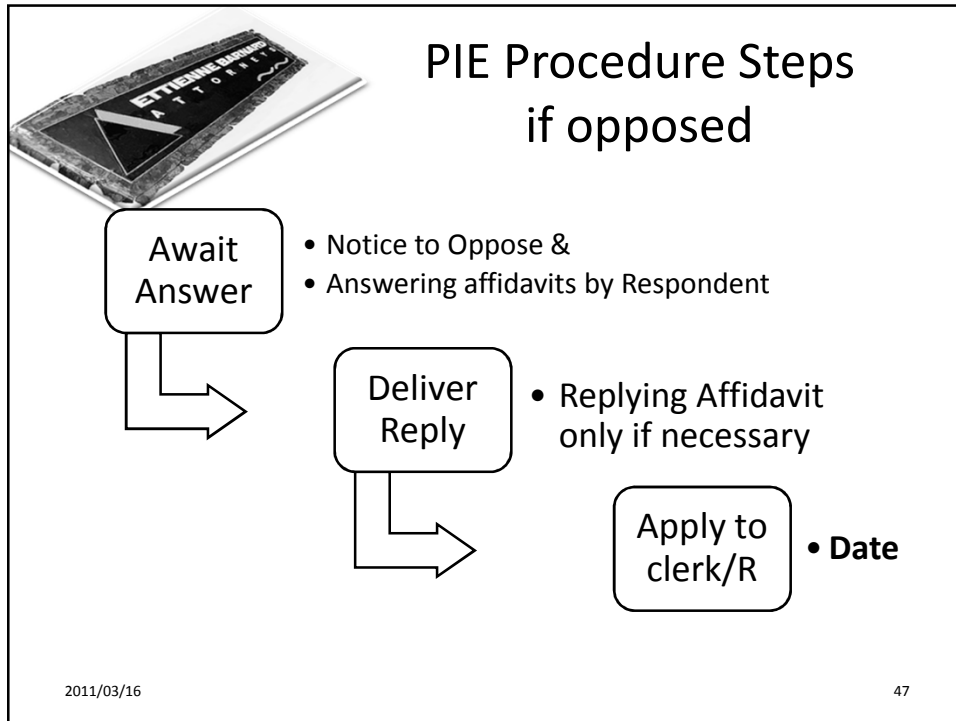 ETTIENNE BARNARD
ATTORNEYS
PIE Procedure Steps
if opposed
Await
Answer
• Notice to Oppose &
• Answering affidavits by Respondent
Deliver
Reply
• Replying Affidavit
only if necessary
Apply to
clerk/R
• Date
2011/03/16
47